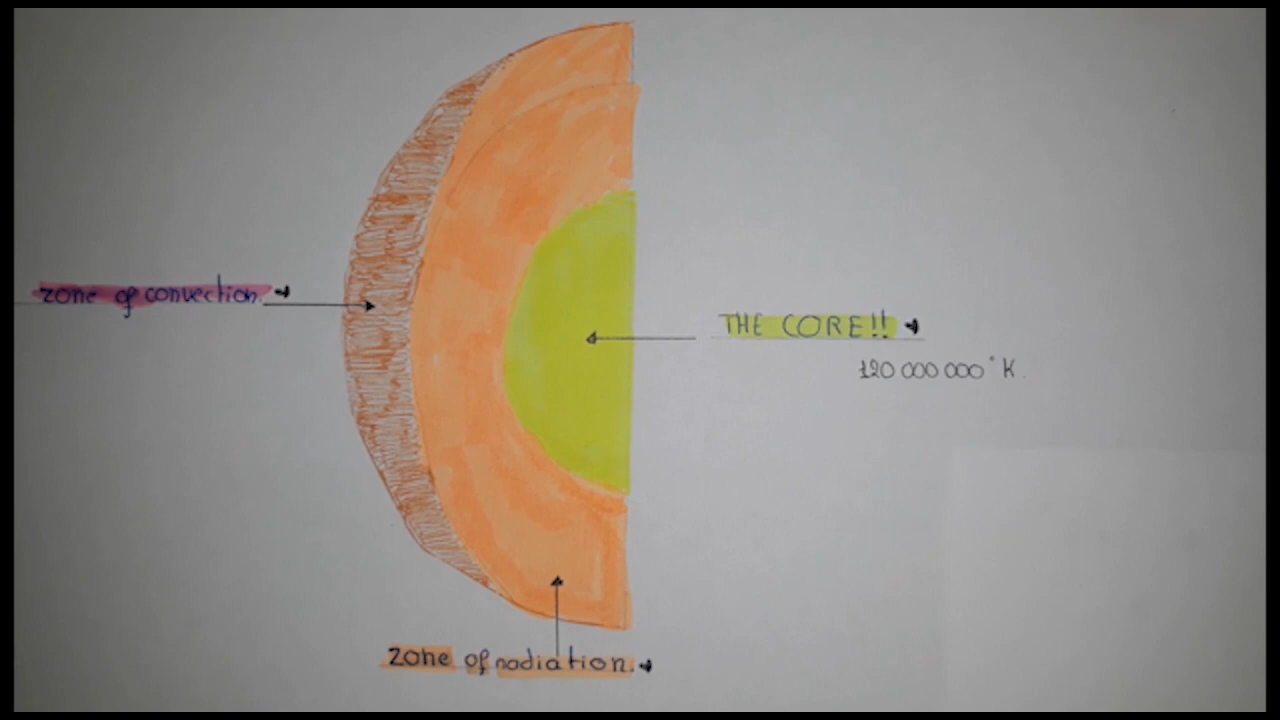 zone of convection.
THE CORE!!
120 000 000° K.
zone of radiation.